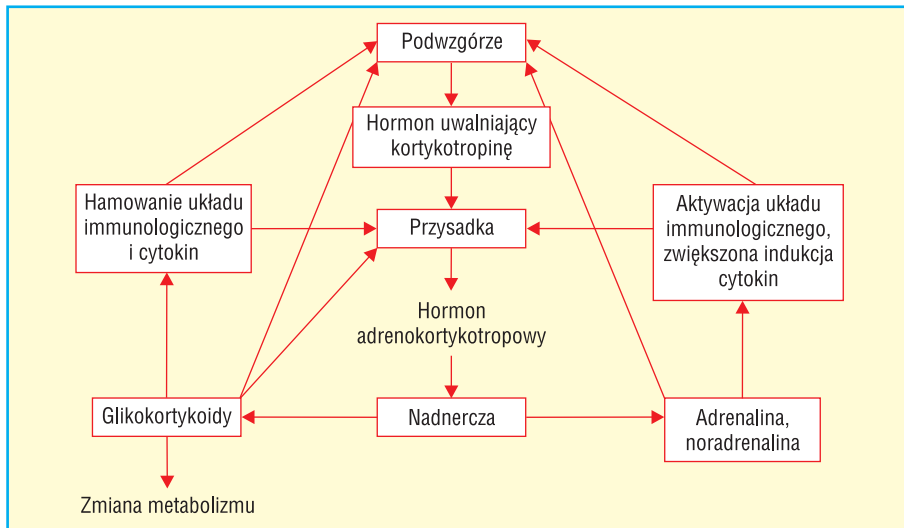 Podwzgórze
Hormon uwalniający
kortykotropinę
Hamowanie układu
immunologicznego
i cytokin
Przysadka
Aktywacja układu
immunologicznego,
zwiększona indukcja
cytokin
Hormon
adrenokortykotropowy
Glikokortykoidy
Nadnercza
Adrenalina,
noradrenalina
Zmiana metabolizmu